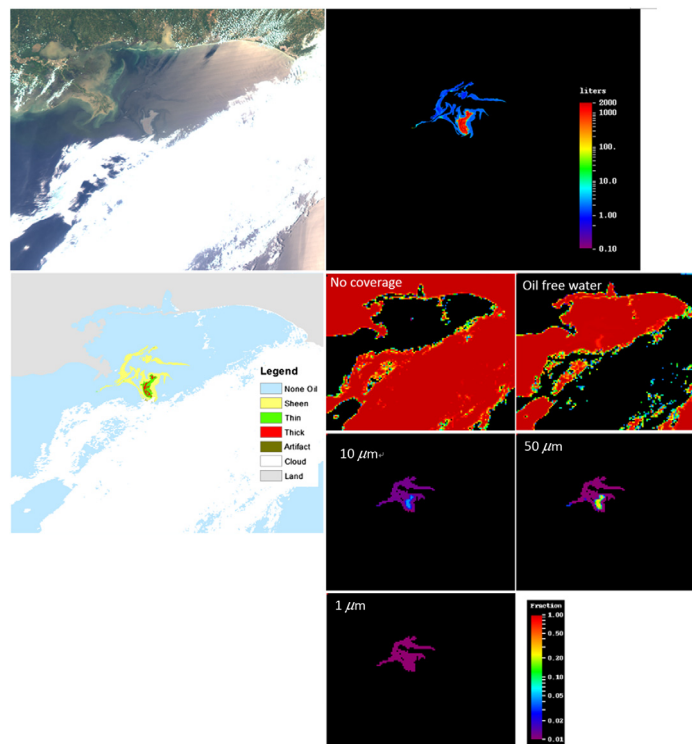 liters
2000
1000
100.
10.0
1.00
0.10
No coverage
Oil free water
Legend
None Oil
Sheen
Thin
Thick
Artifact
Cloud
Land
10 μm↵
50 μm
1 μm
Fraction
1.00
0.50
0.20
0.10
0.05
0.02
0.01